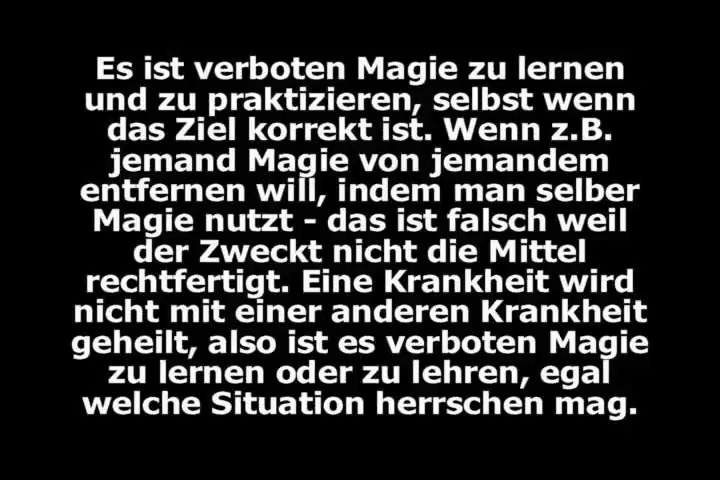 Es ist verboten Magie zu lernen
und zu praktizieren, selbst wenn
das Ziel korrekt ist. Wenn z.B.
jemand Magie von jemandem
entfernen will, indem man selber
Magie nutzt - das ist falsch weil
der Zweckt nicht die Mittel
rechtfertigt. Eine Krankheit wird
nicht mit einer anderen Krankheit
geheilt, also ist es verboten Magie
zu lernen oder zu lehren, egal
welche Situation herrschen mag.